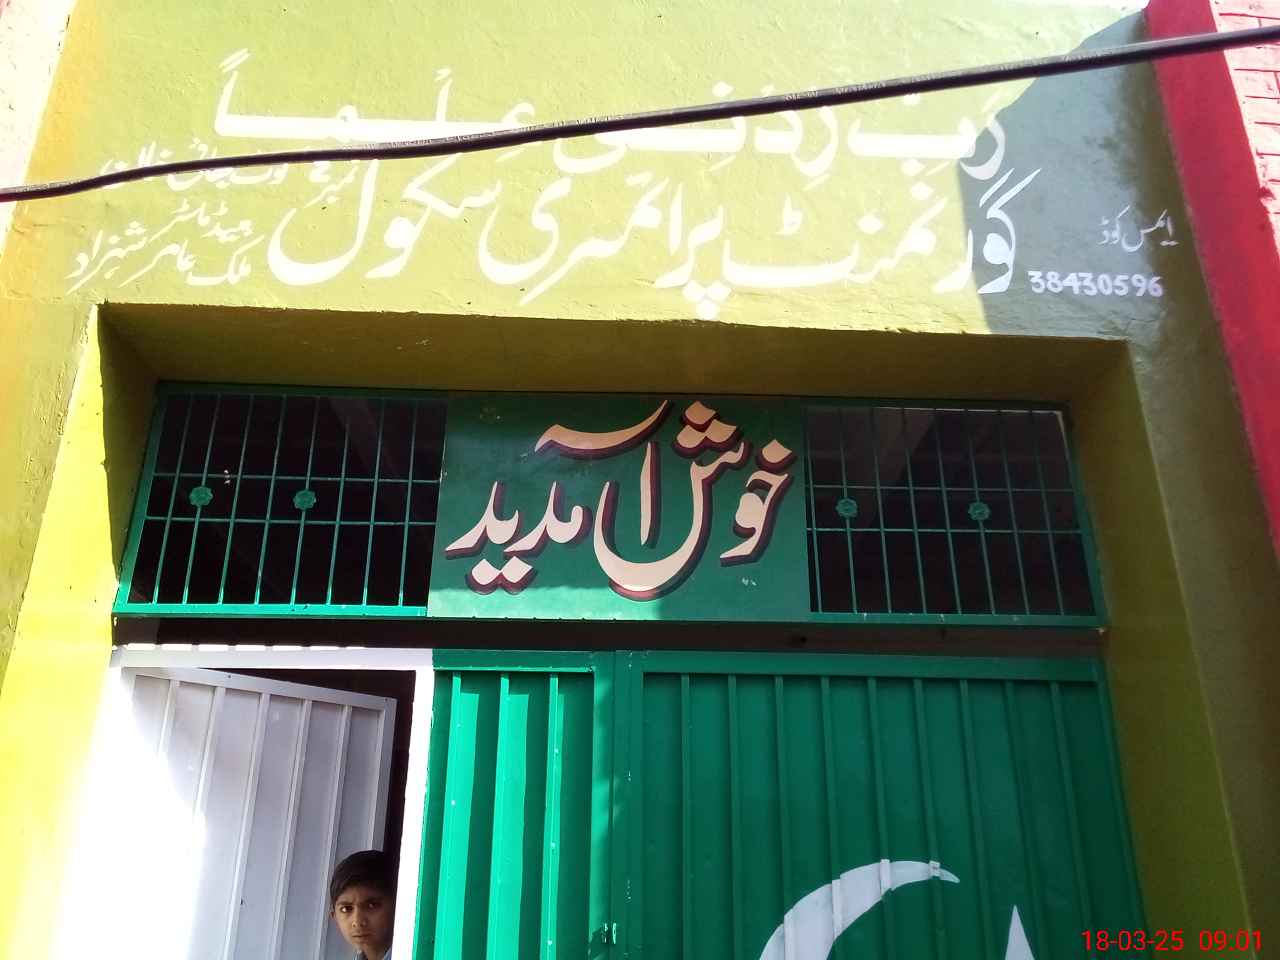 رَبِّ زِدْنِی عِلْماً
گورنمنٹ پرائمری سکول نمبر
ہیڈ ماسٹر
ملک عامر شہزاد
ایمس کوڈ
38430596
خوش آمدید
18-03-25 09:01